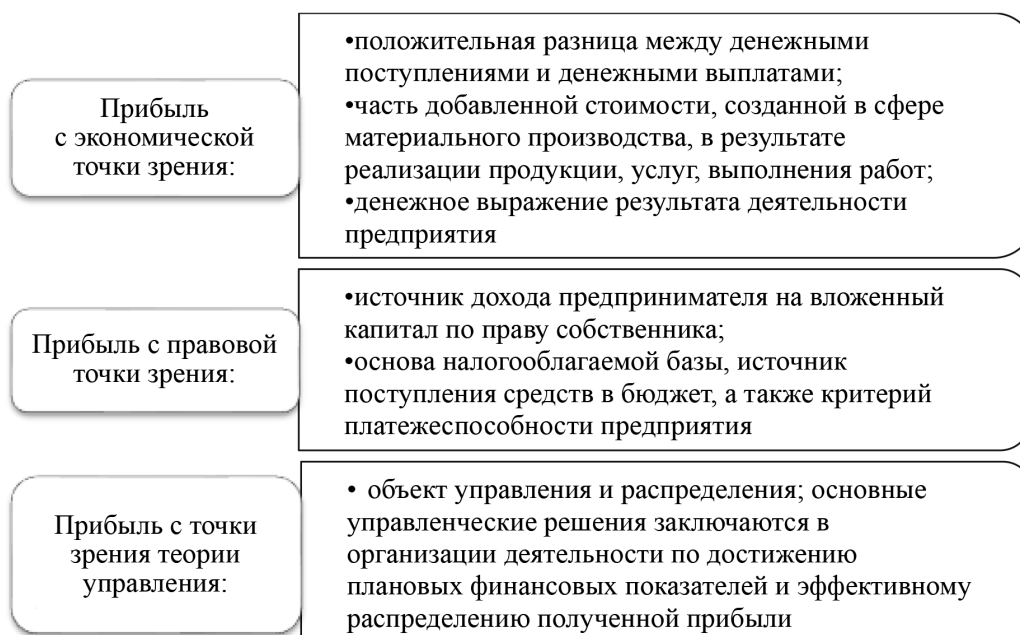 Прибыль
с экономической
точки зрения:
•положительная разница между денежными
поступлениями и денежными выплатами;
•часть добавленной стоимости, созданной в сфере
материального производства, в результате
реализации продукции, услуг, выполнения работ;
•денежное выражение результата деятельности
предприятия
Прибыль с правовой
точки зрения:
•источник дохода предпринимателя на вложенный
капитал по праву собственника;
•основа налогооблагаемой базы, источник
поступления средств в бюджет, а также критерий
платежеспособности предприятия
Прибыль с точки
зрения теории
управления:
• объект управления и распределения; основные
управленческие решения заключаются в
организации деятельности по достижению
плановых финансовых показателей и эффективному
распределению полученной прибыли